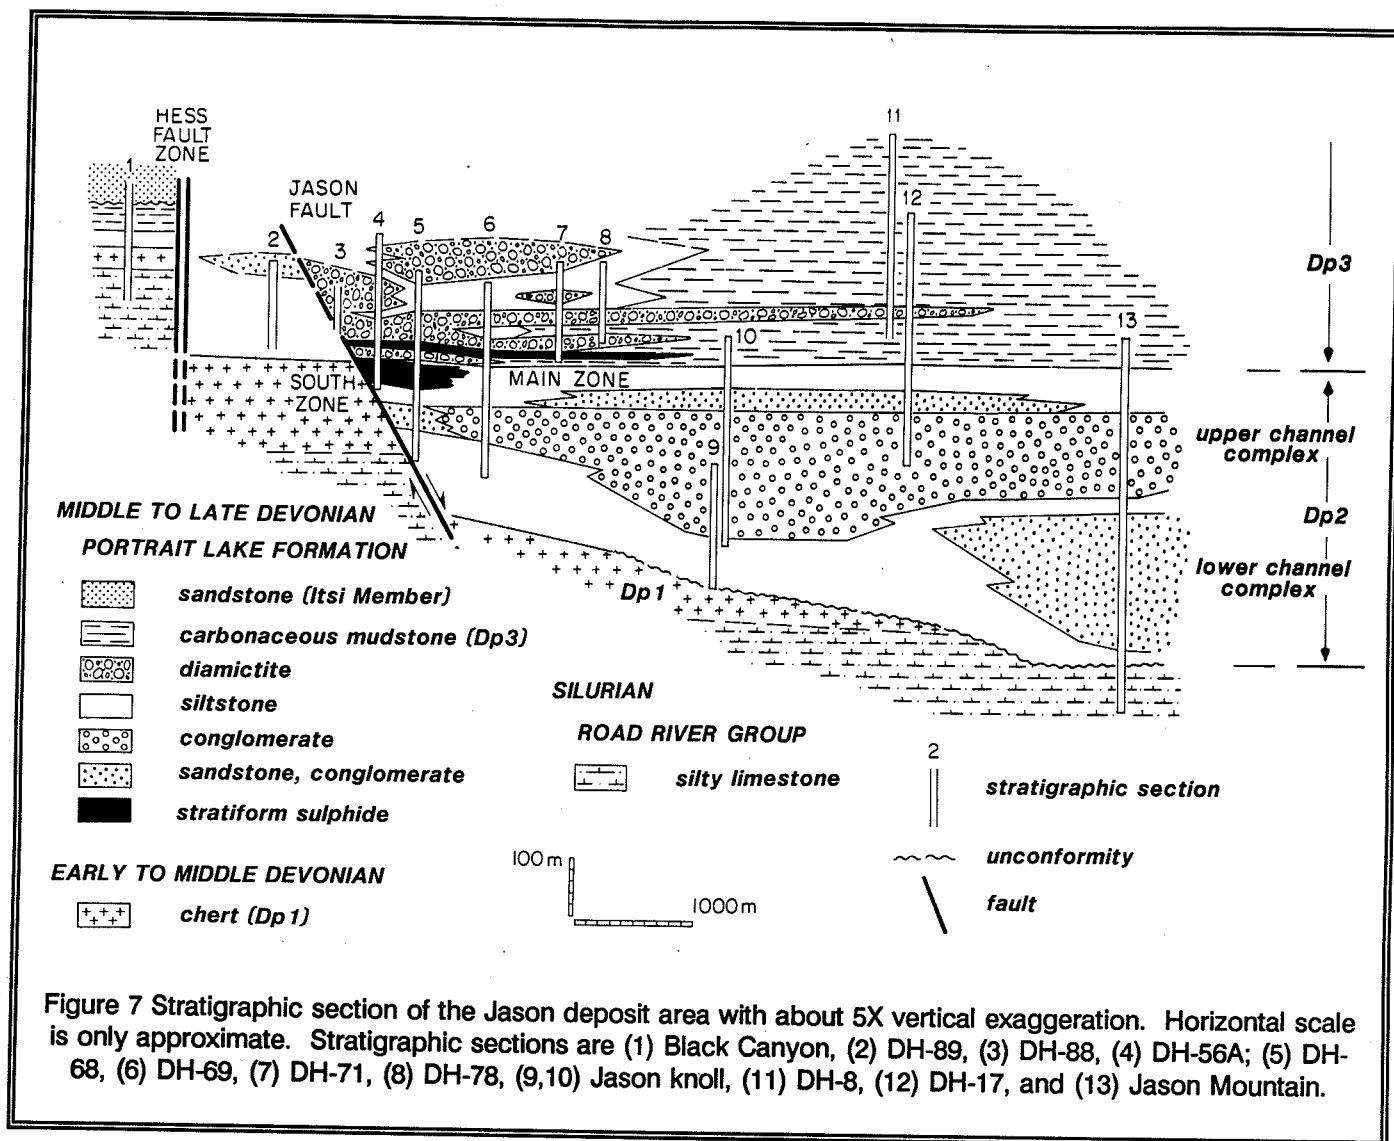 HESS
FAULT
ZONE
1
JASON
FAULT
2
3
4
5
6
7
8
11
12
10
13
9
Dp3
SOUTH
ZONE
MAIN ZONE
upper channel
complex
Dp2
lower channel
complex
Dp1
MIDDLE TO LATE DEVONIAN
PORTRAIT LAKE FORMATION
sandstone (Itsi Member)
carbonaceous mudstone (Dp3)
diamictite
siltstone
conglomerate
sandstone, conglomerate
stratiform sulphide
EARLY TO MIDDLE DEVONIAN
chert (Dp1)
SILURIAN
ROAD RIVER GROUP
silty limestone
100m
1000m
2
stratigraphic section
unconformity
fault
Figure 7 Stratigraphic section of the Jason deposit area with about 5X vertical exaggeration. Horizontal scale
is only approximate. Stratigraphic sections are (1) Black Canyon, (2) DH-89, (3) DH-88, (4) DH-56A; (5) DH-
68, (6) DH-69, (7) DH-71, (8) DH-78, (9,10) Jason knoll, (11) DH-8, (12) DH-17, and (13) Jason Mountain.